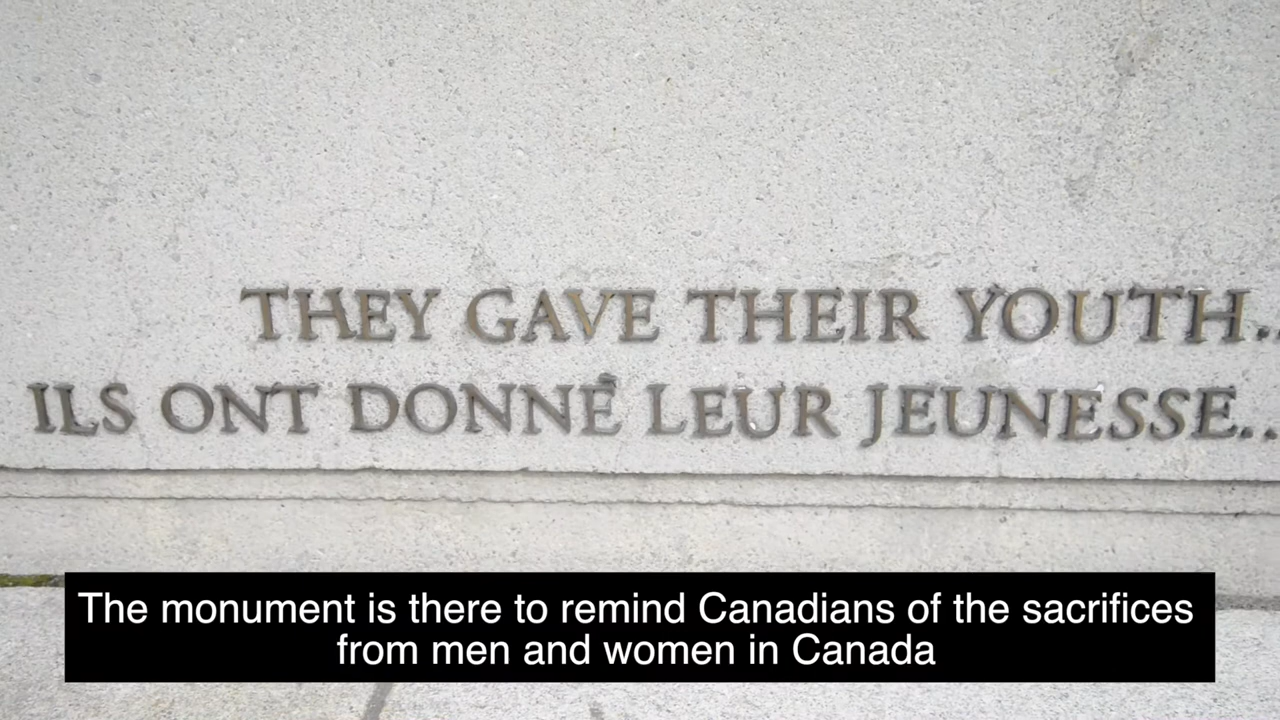 THEY GAVE THEIR YOUTH..
ILS ONT DONNÉ LEUR JEUNESSE..
The monument is there to remind Canadians of the sacrifices
from men and women in Canada